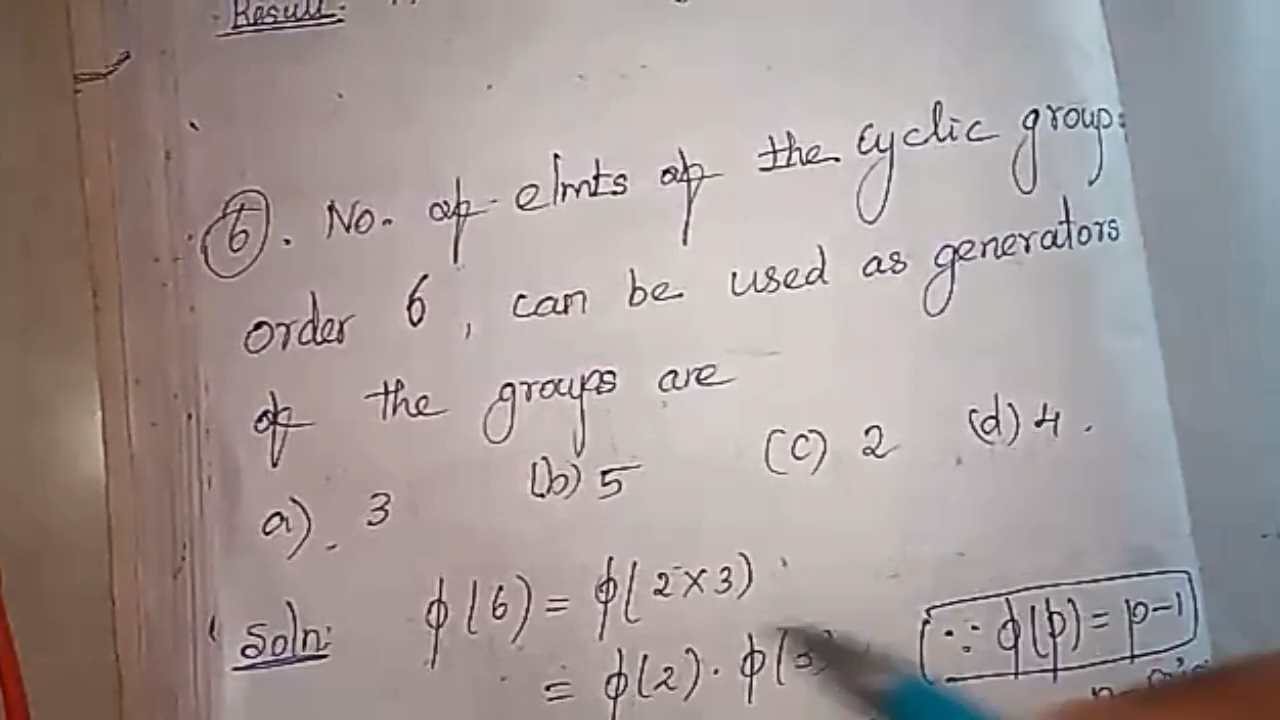 Result:
6. No. of elmts of the cyclic group
order 6, can be used as generators
of the groups are
a). 3 (b) 5 (c) 2 (d) 4.
Soln: φ(6) = φ(2×3)
= φ(2). φ(3) ∵ φ(p) = p-1